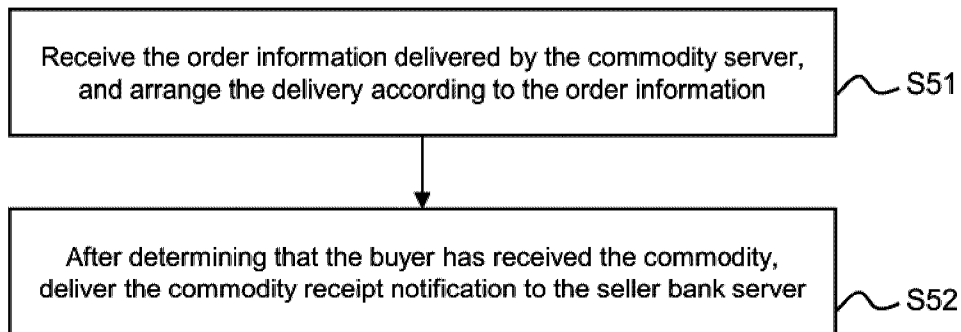 Receive the order information delivered by the commodity server,
and arrange the delivery according to the order information
S51
After determining that the buyer has received the commodity,
deliver the commodity receipt notification to the seller bank server
S52